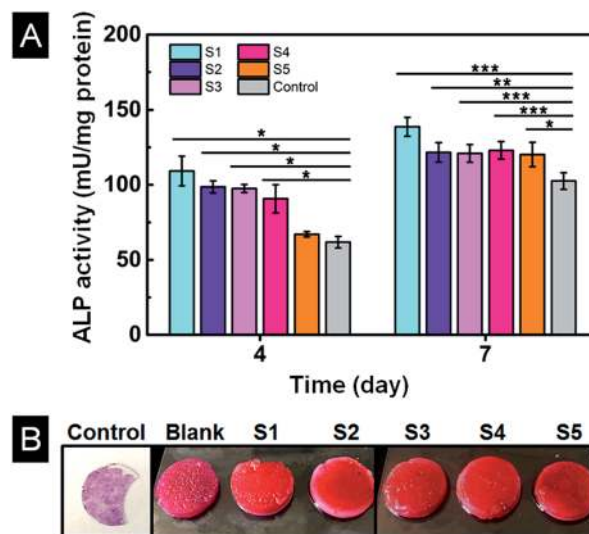 A
ALP activity (mU/mg protein)
200
150
100
50
0
S1 S4
S2 S5
S3 Control
***
**
***
***
*
*
*
*
*
4 7
Time (day)
B
Control Blank S1 S2 S3 S4 S5